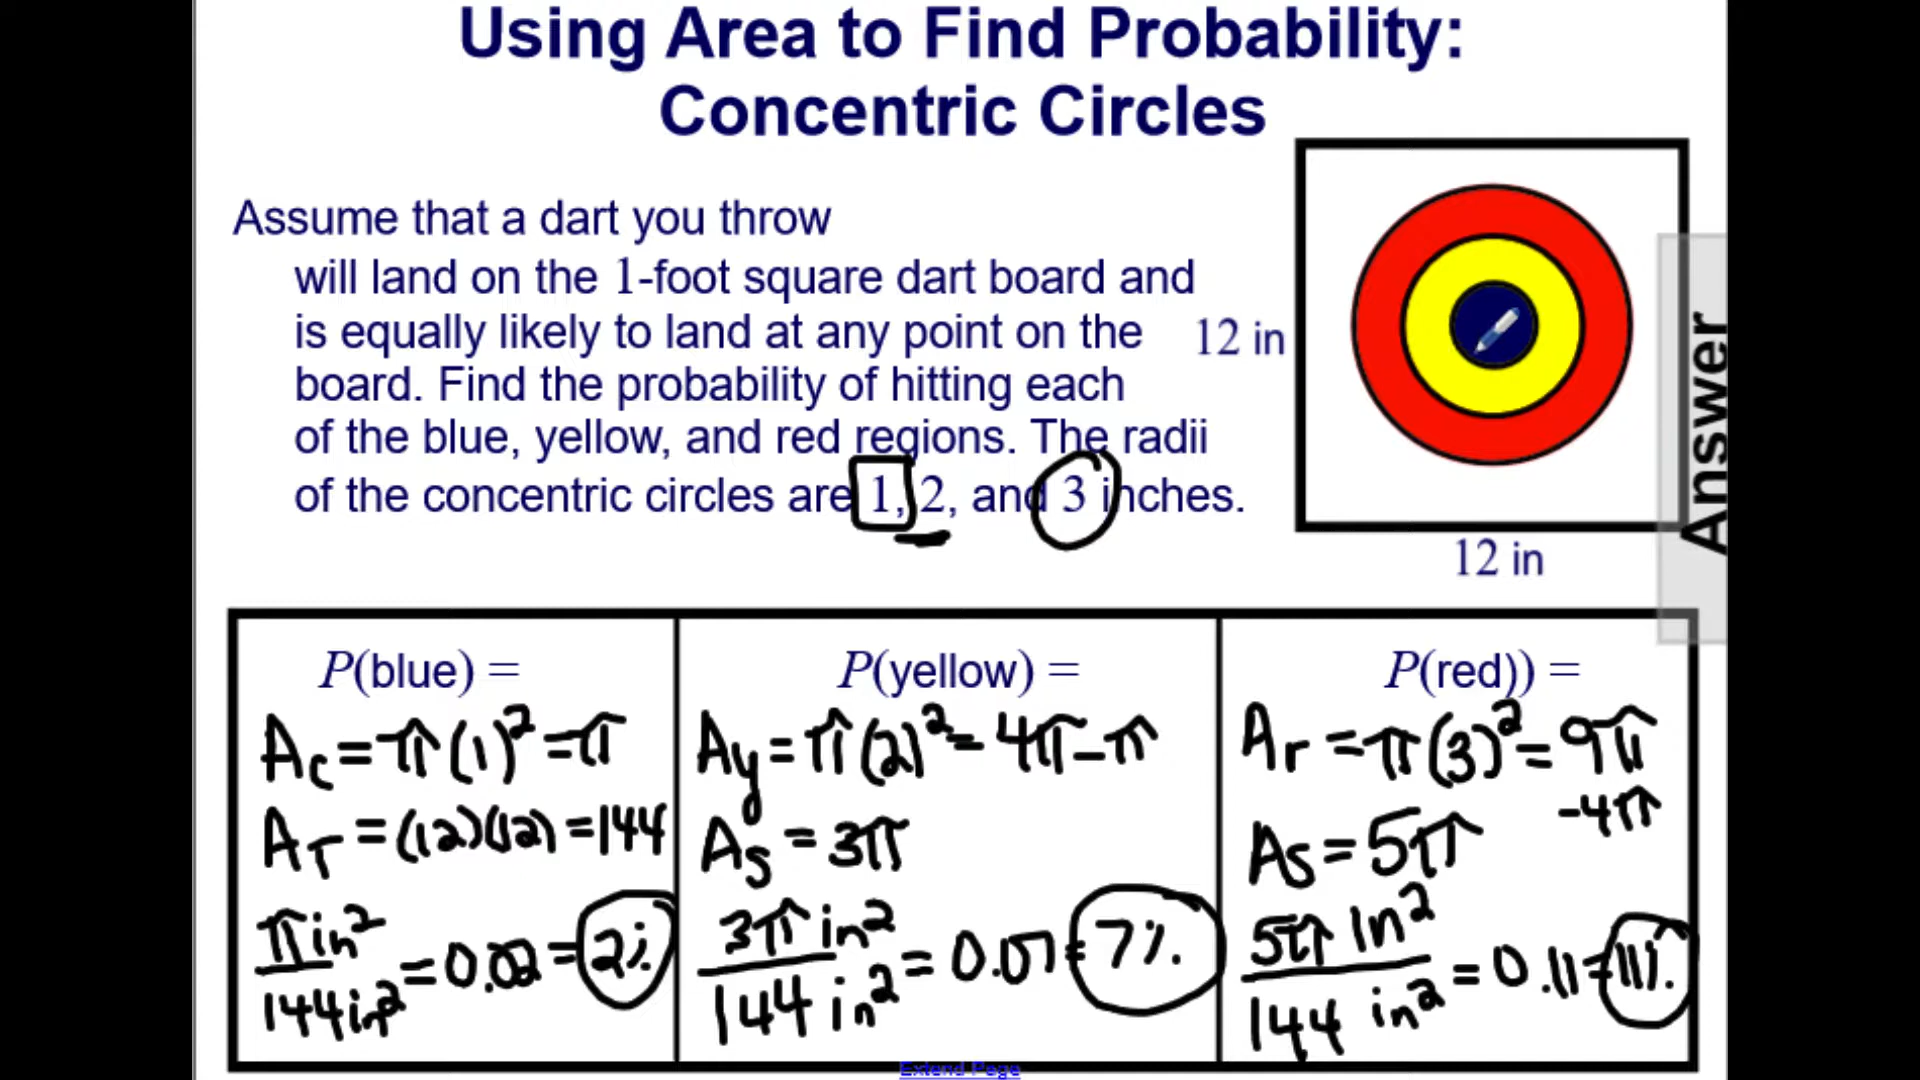 Using Area to Find Probability:
Concentric Circles
Assume that a dart you throw
will land on the 1-foot square dart board and
is equally likely to land at any point on the
board. Find the probability of hitting each
of the blue, yellow, and red regions. The radii
of the concentric circles are 1, 2, and 3 inches.
12 in
12 in
Answer
P(blue) =
Ac = π(1)² = π
AT = (12)(12) = 144
πin²/144in² = 0.02 = 2%
P(yellow) =
Ay = π(2)² = 4π - π
As = 3π
3π in²/144 in² = 0.07 = 7%.
P(red)) =
Ar = π(3)² = 9π
-4π
As = 5π
5π in²/144 in² = 0.11 = 11%.
Extend Page